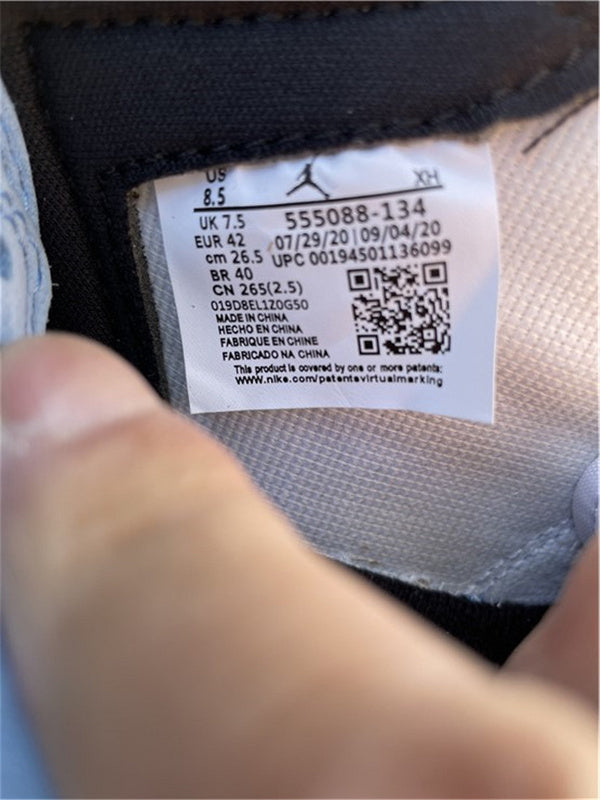 US XH
8.5
UK 7.5 555088-134
EUR 42 07/29/20 | 09/04/20
cm 26.5 UPC 00194501136099
BR 40
CN 265(2.5)
019D8EL1Z0G50
MADE IN CHINA
HECHO EN CHINA
FABRIQUE EN CHINE
FABRICADO NA CHINA
This product is covered by one or more patents:
www.nike.com/patentsvirtualmarking